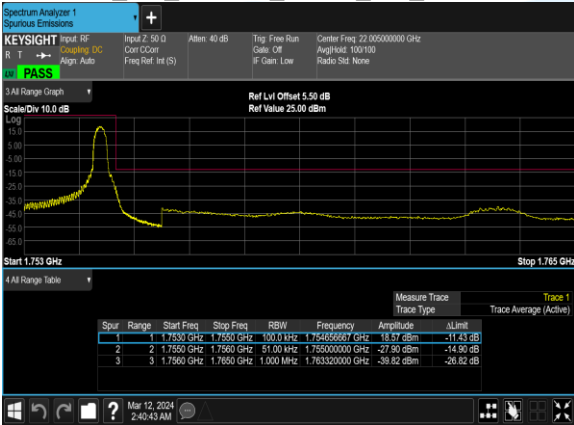 Spectrum Analyzer 1
Spurious Emissions
+
KEYSIGHT Input: RF Input Z: 50 Ω Atten: 40 dB Trig: Free Run Center Freq: 22.005000000 GHz
R T Coupling: DC Corr CCorr Gate: Off Avg|Hold: 100/100
Align: Auto Freq Ref: Int (S) IF Gain: Low Radio Std: None
PASS
3 All Range Graph
Ref Lvl Offset 5.50 dB
Scale/Div 10.0 dB Ref Value 25.00 dBm
Log
15.0
5.00
-5.00
-15.0
-25.0
-35.0
-45.0
-55.0
-65.0
Start 1.753 GHz Stop 1.765 GHz
4 All Range Table
Measure Trace Trace 1
Trace Type Trace Average (Active)
Spur Range Start Freq Stop Freq RBW Frequency Amplitude ΔLimit
1 1 1.7530 GHz 1.7550 GHz 100.0 kHz 1.754656667 GHz 18.57 dBm -11.43 dB
2 2 1.7550 GHz 1.7560 GHz 51.00 kHz 1.755000000 GHz -27.90 dBm -14.90 dB
3 3 1.7560 GHz 1.7650 GHz 1.000 MHz 1.763320000 GHz -39.82 dBm -26.82 dB
? Mar 12, 2024
2:40:43 AM